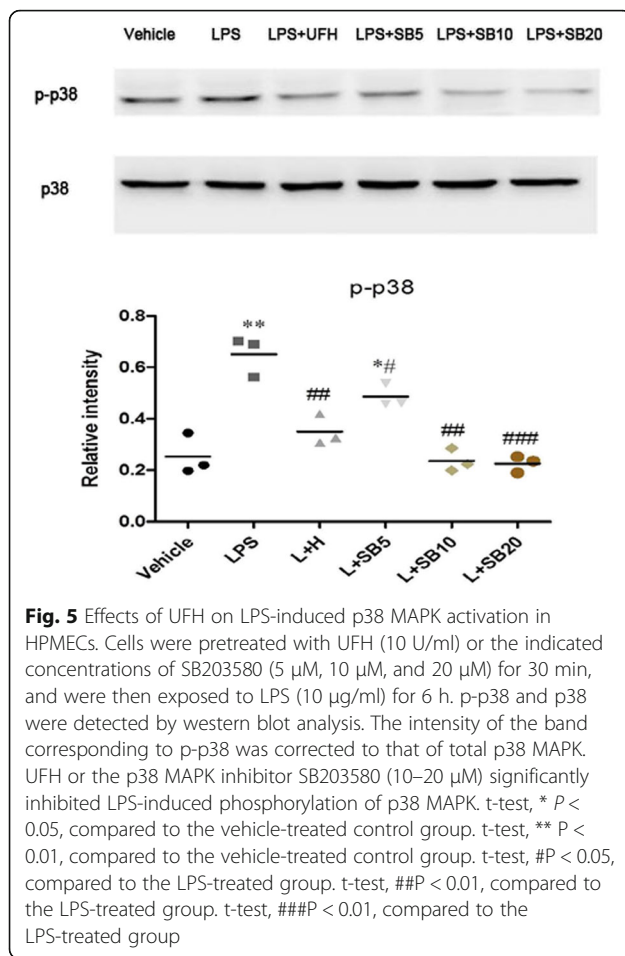 Vehicle LPS LPS+UFH LPS+SB5 LPS+SB10 LPS+SB20
p-p38
p38
p-p38
Relative intensity
0.8
0.6
0.4
0.2
0.0
**
##
*#
##
###
Vehicle LPS L+H L+SB5 L+SB10 L+SB20
Fig. 5 Effects of UFH on LPS-induced p38 MAPK activation in
HPMECs. Cells were pretreated with UFH (10 U/ml) or the indicated
concentrations of SB203580 (5 μM, 10 μM, and 20 μM) for 30 min,
and were then exposed to LPS (10 μg/ml) for 6 h. p-p38 and p38
were detected by western blot analysis. The intensity of the band
corresponding to p-p38 was corrected to that of total p38 MAPK.
UFH or the p38 MAPK inhibitor SB203580 (10–20 μM) significantly
inhibited LPS-induced phosphorylation of p38 MAPK. t-test, * P <
0.05, compared to the vehicle-treated control group. t-test, ** P <
0.01, compared to the vehicle-treated control group. t-test, #P < 0.05,
compared to the LPS-treated group. t-test, ##P < 0.01, compared to
the LPS-treated group. t-test, ###P < 0.01, compared to the
LPS-treated group